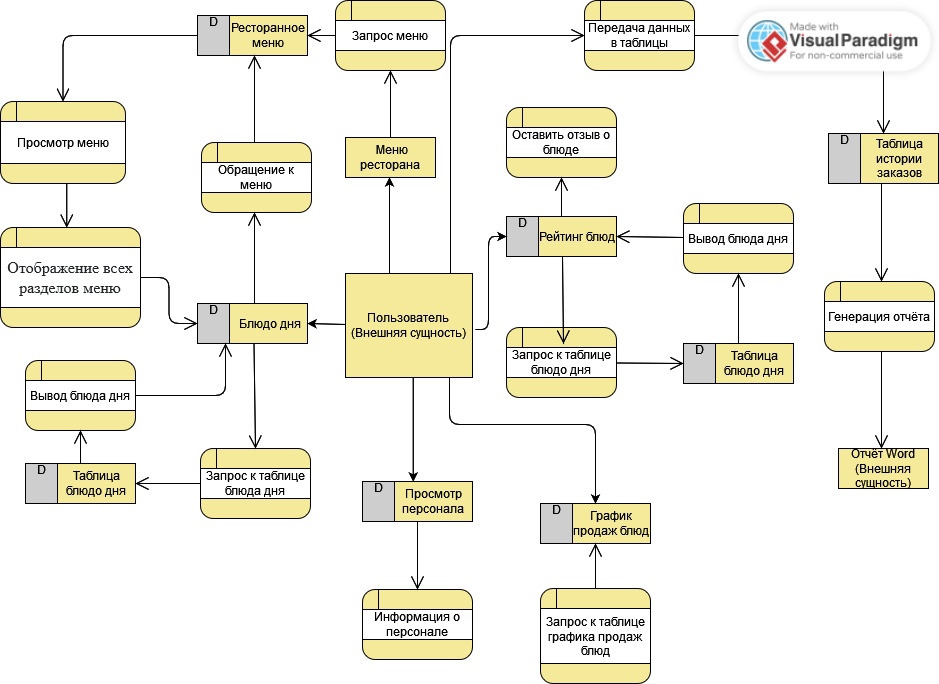 D
Ресторанное
меню
Запрос меню
Передача данных
в таблицы
Made with
Visual Paradigm
For non-commercial use
Просмотр меню
Обращение к
меню
Меню
ресторана
Оставить отзыв о
блюде
D
Таблица
истории
заказов
Отображение всех
разделов меню
D
Рейтинг блюд
Вывод блюда дня
D
Блюдо дня
Пользователь
(Внешняя сущность)
Генерация отчёта
Запрос к таблице
блюдо дня
D
Таблица
блюдо дня
Вывод блюда дня
D
Таблица
блюдо дня
Запрос к таблице
блюда дня
D
Просмотр
персонала
D
График
продаж блюд
Отчёт Word
(Внешняя
сущность)
Информация о
персонале
Запрос к таблице
графика продаж
блюд